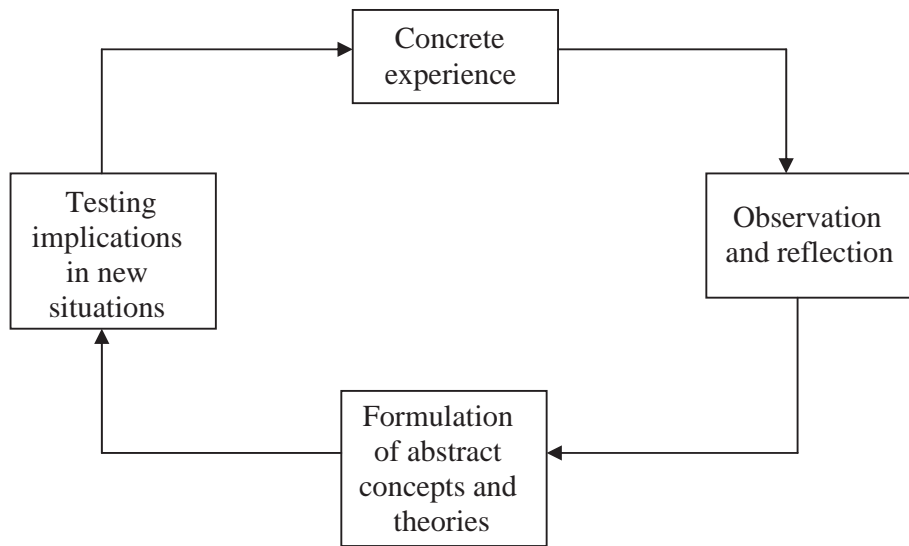 Concrete
experience
Observation
and reflection
Formulation
of abstract
concepts and
theories
Testing
implications
in new
situations